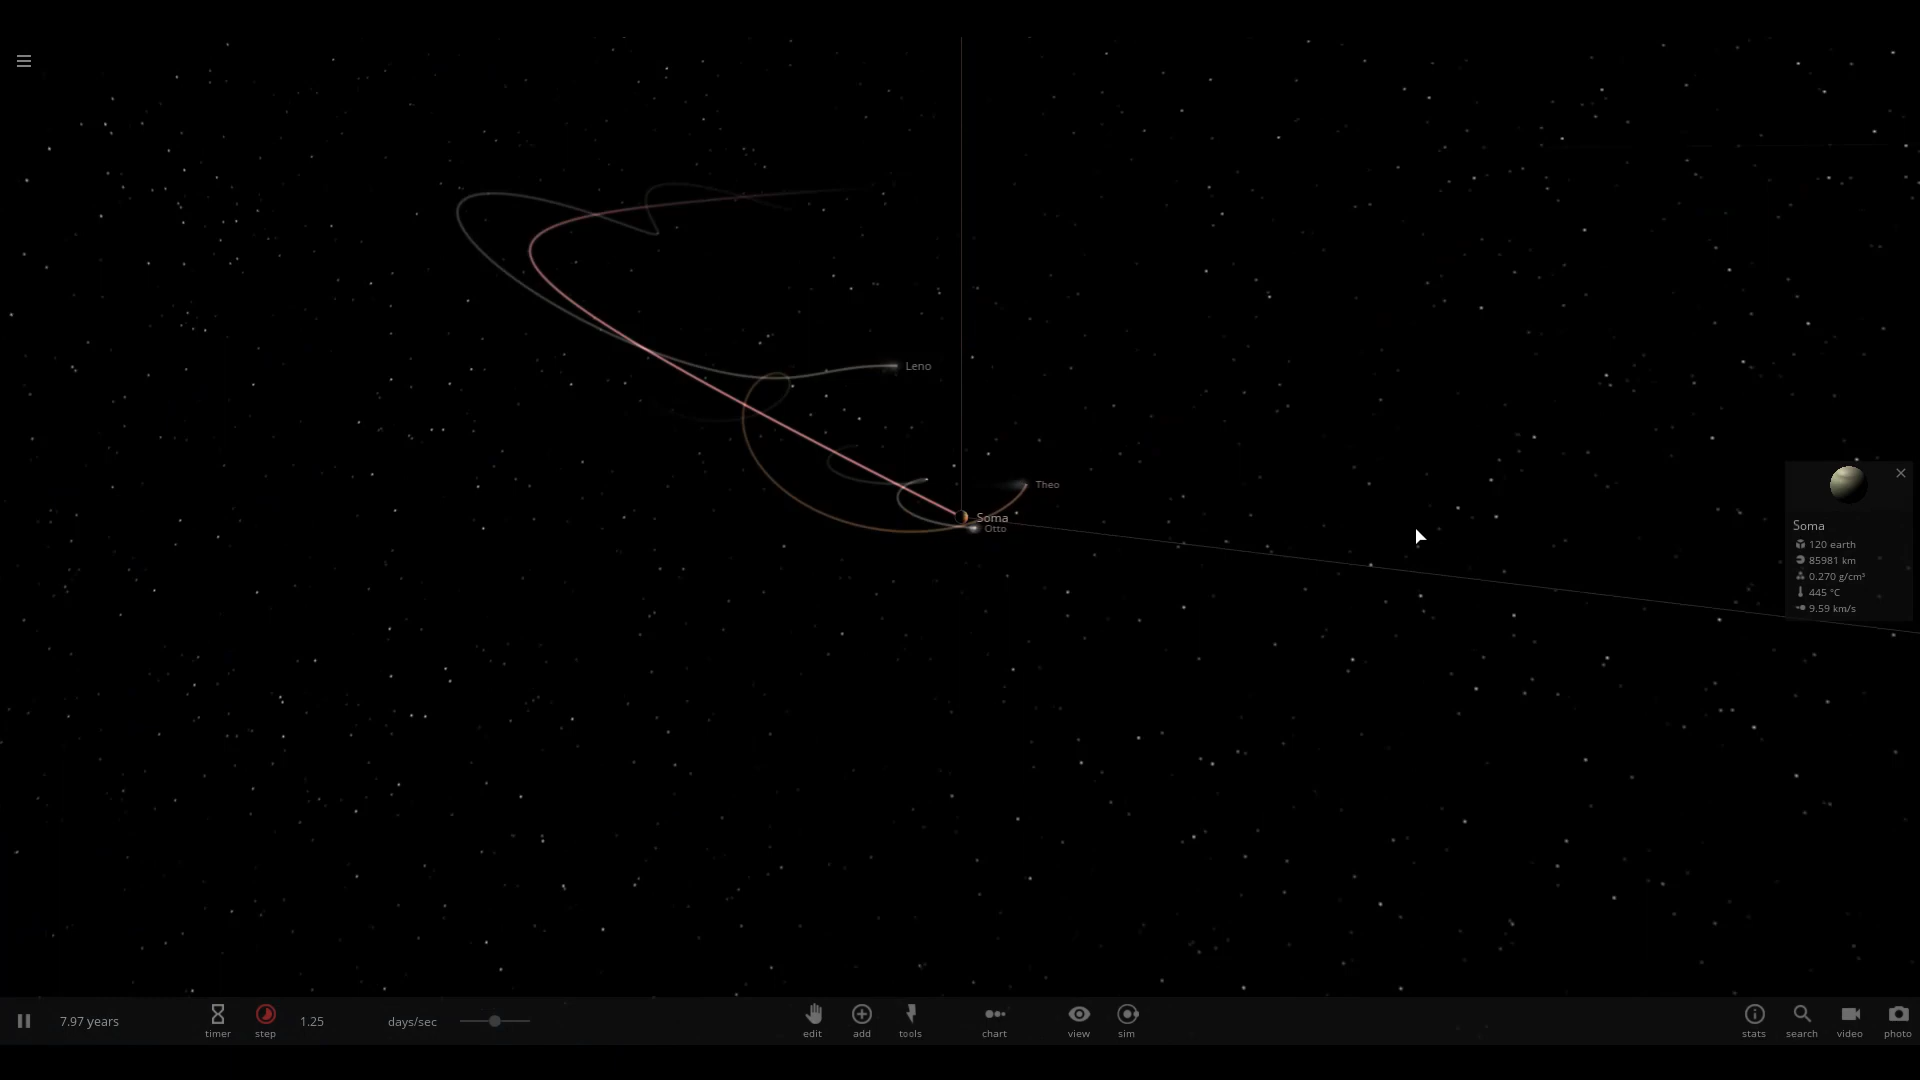 Leno
Theo
Soma
Otto
Soma
120 earth
85981 km
0.270 g/cm³
445 °C
9.59 km/s
7.97 years
timer
step
1.25
days/sec
edit
add
tools
chart
view
sim
stats
search
video
photo